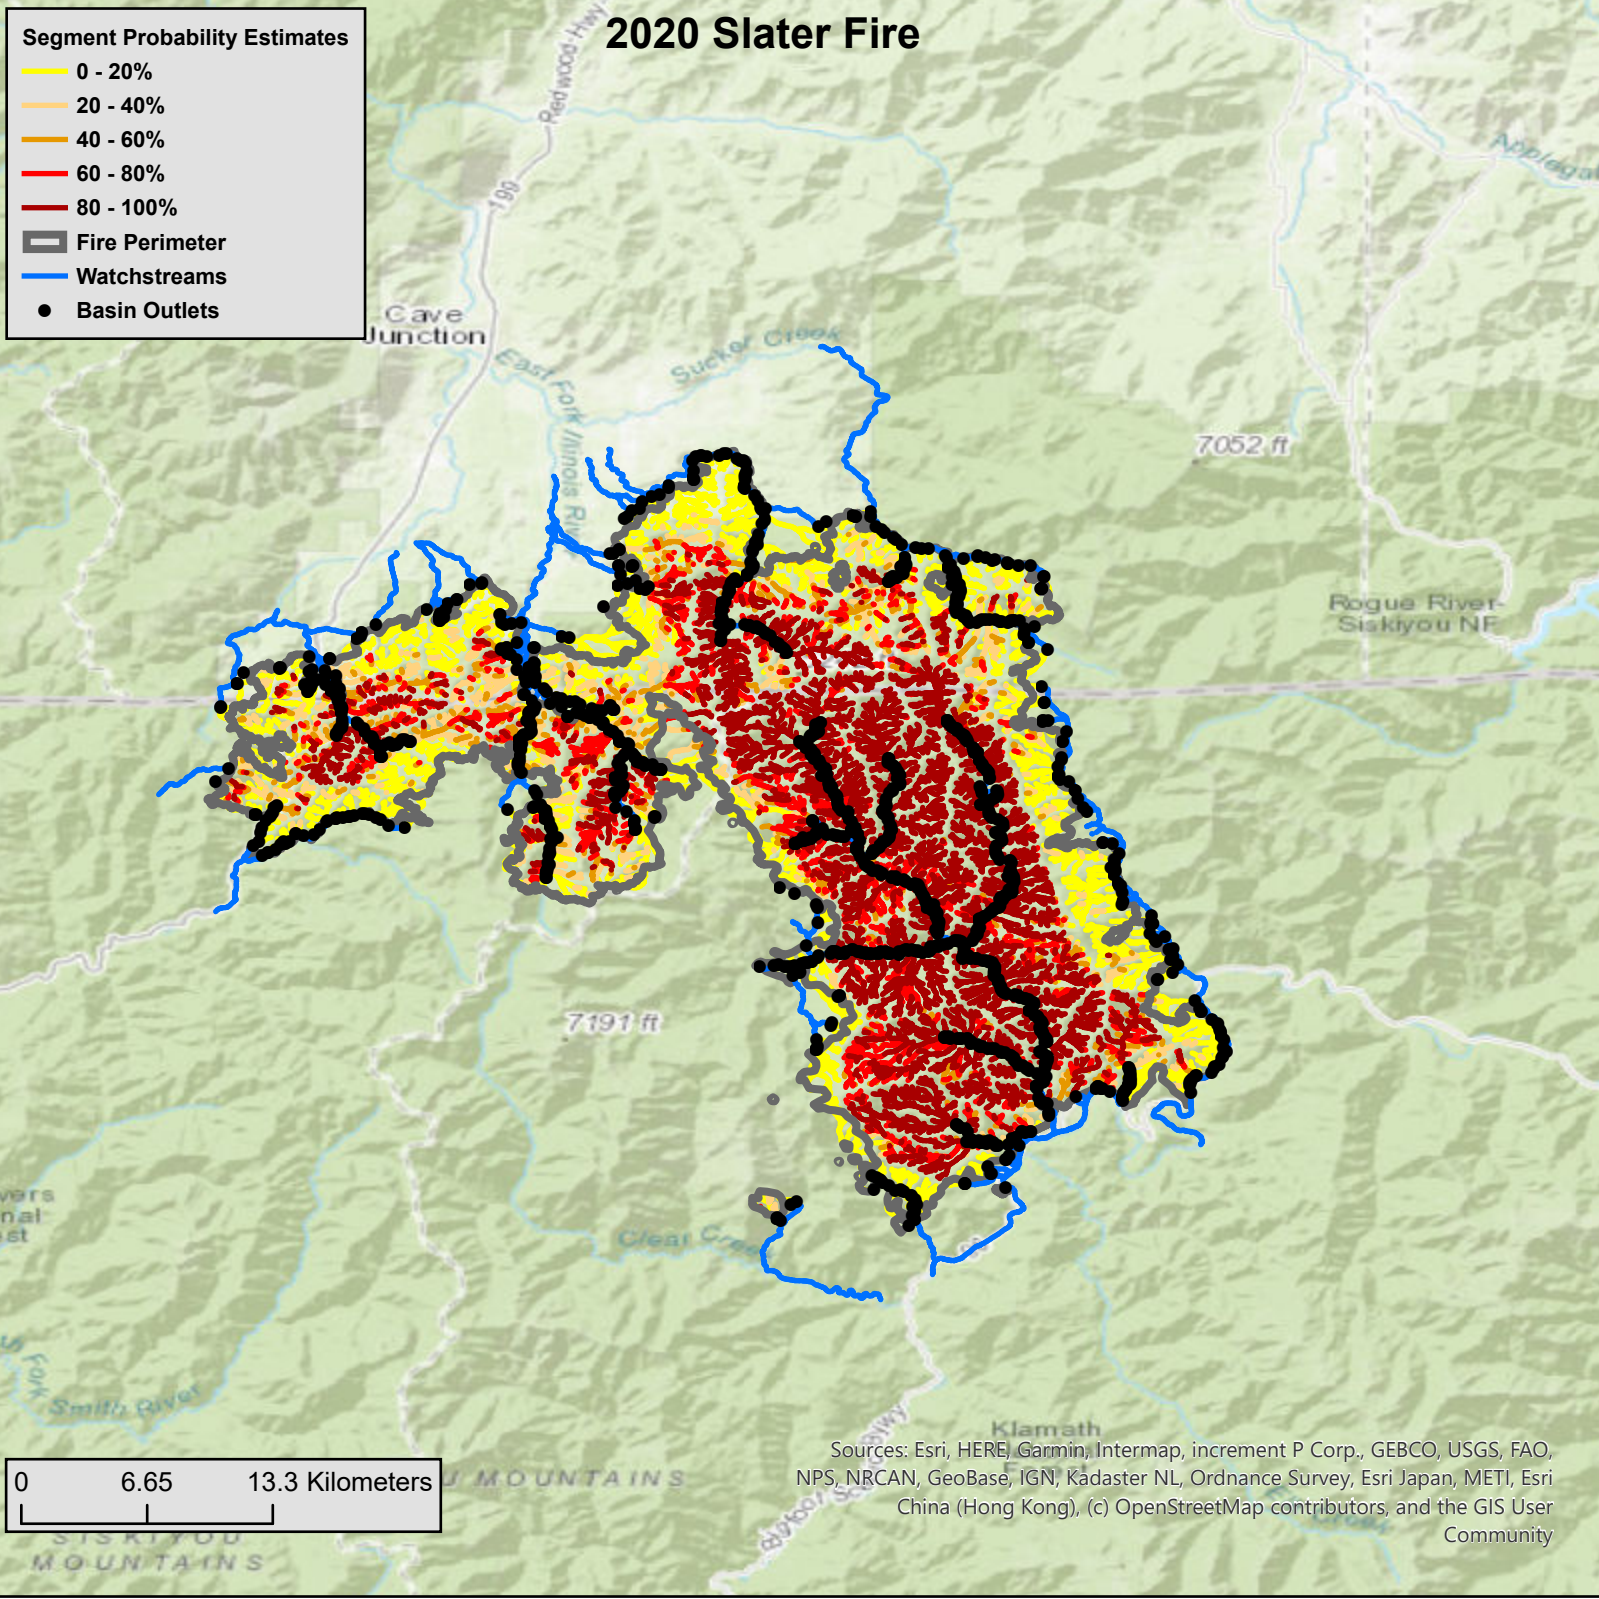 2020 Slater Fire
Segment Probability Estimates
0 - 20%
20 - 40%
40 - 60%
60 - 80%
80 - 100%
Fire Perimeter
Watchstreams
Basin Outlets
Redwood Hwy
199
Applegat
Cave
Junction
East Fork Illinois Riv
Sucker Creek
7052 ft
Rogue River-
Siskiyou NF
7191 ft
Clear Creek
Smith River
Klamath
0 6.65 13.3 Kilometers
U MOUNTAINS
SISKIYOU
MOUNTAINS
Sources: Esri, HERE, Garmin, Intermap, increment P Corp., GEBCO, USGS, FAO,
NPS, NRCAN, GeoBase, IGN, Kadaster NL, Ordnance Survey, Esri Japan, METI, Esri
China (Hong Kong), (c) OpenStreetMap contributors, and the GIS User
Community